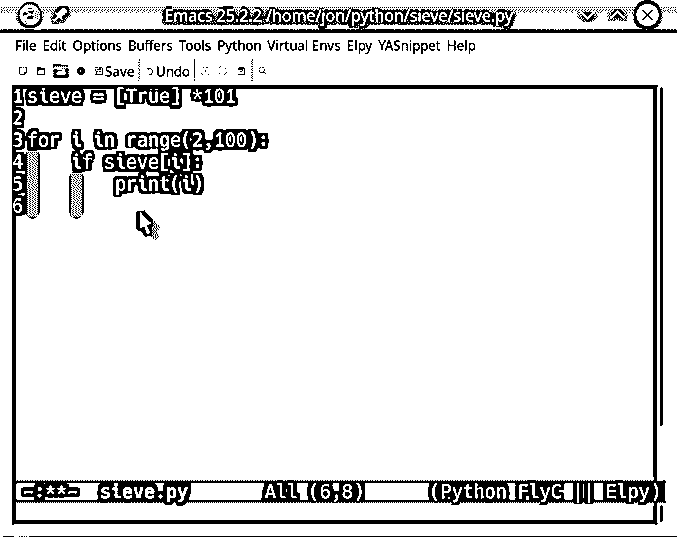 Emacs 25.2.2 /home/jon/python/sieve/sieve.py
File Edit Options Buffers Tools Python Virtual Envs Elpy YASnippet Help
Save Undo
1 sieve = [True] *101
2
3 for i in range(2,100):
4     if sieve[i]:
5         print(i)
6
-:**-  sieve.py       All (6,8)      (Python FlyC ||| Elpy)